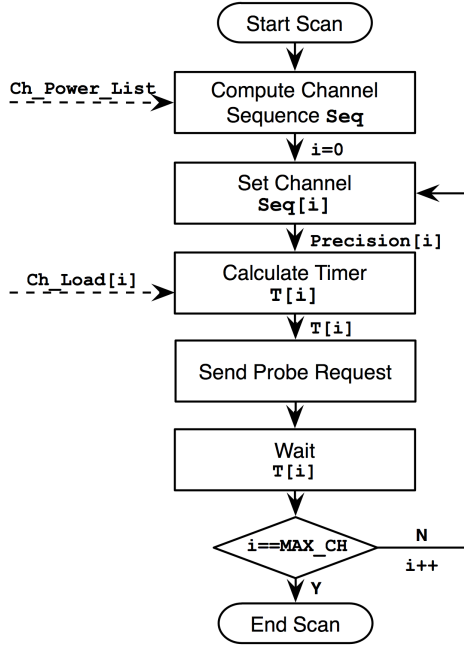 Start Scan
Ch_Power_List
Compute Channel
Sequence Seq
i=0
Set Channel
Seq[i]
Precision[i]
Ch_Load[i]
Calculate Timer
T[i]
T[i]
Send Probe Request
Wait
T[i]
i==MAX_CH
N
i++
Y
End Scan